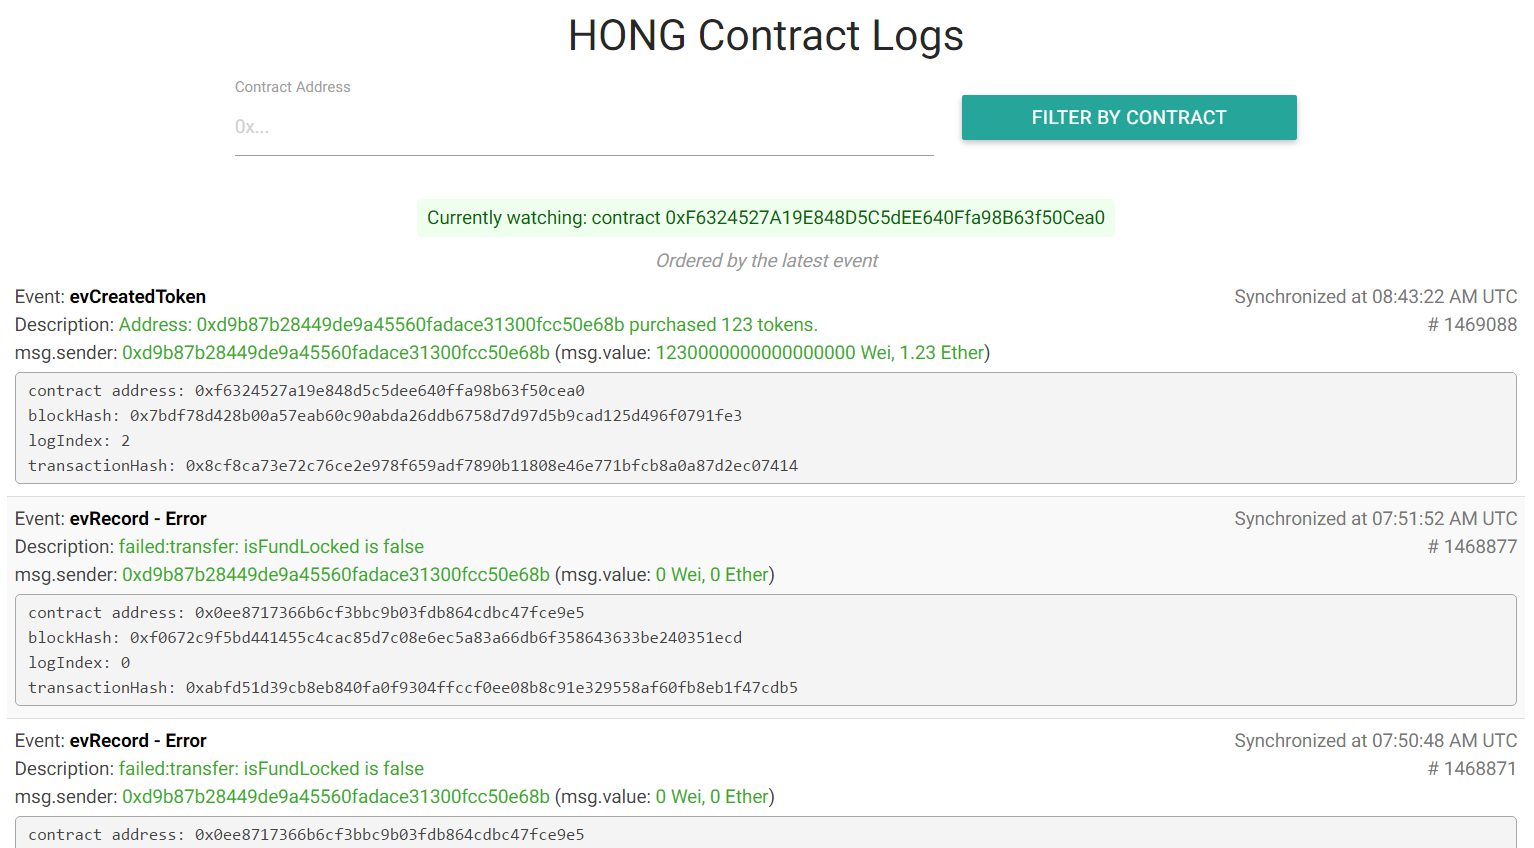 HONG Contract Logs
Contract Address
0x...
FILTER BY CONTRACT
Currently watching: contract 0xF6324527A19E848D5C5dEE640Ffa98B63f50Cea0
Ordered by the latest event
Event: evCreatedToken
Synchronized at 08:43:22 AM UTC
Description: Address: 0xd9b87b28449de9a45560fadace31300fcc50e68b purchased 123 tokens.
# 1469088
msg.sender: 0xd9b87b28449de9a45560fadace31300fcc50e68b (msg.value: 1230000000000000000 Wei, 1.23 Ether)
contract address: 0xf6324527a19e848d5c5dee640ffa98b63f50cea0
blockHash: 0x7bdf78d428b00a57eab60c90abda26ddb6758d7d97d5b9cad125d496f0791fe3
logIndex: 2
transactionHash: 0x8cf8ca73e72c76ce2e978f659adf7890b11808e46e771bfcb8a0a87d2ec07414
Event: evRecord - Error
Synchronized at 07:51:52 AM UTC
Description: failed:transfer: isFundLocked is false
# 1468877
msg.sender: 0xd9b87b28449de9a45560fadace31300fcc50e68b (msg.value: 0 Wei, 0 Ether)
contract address: 0x0ee8717366b6cf3bbc9b03fdb864cdbc47fce9e5
blockHash: 0xf0672c9f5bd441455c4cac85d7c08e6ec5a83a66db6f358643633be240351ecd
logIndex: 0
transactionHash: 0xabfd51d39cb8eb840fa0f9304ffccf0ee08b8c91e329558af60fb8eb1f47cdb5
Event: evRecord - Error
Synchronized at 07:50:48 AM UTC
Description: failed:transfer: isFundLocked is false
# 1468871
msg.sender: 0xd9b87b28449de9a45560fadace31300fcc50e68b (msg.value: 0 Wei, 0 Ether)
contract address: 0x0ee8717366b6cf3bbc9b03fdb864cdbc47fce9e5